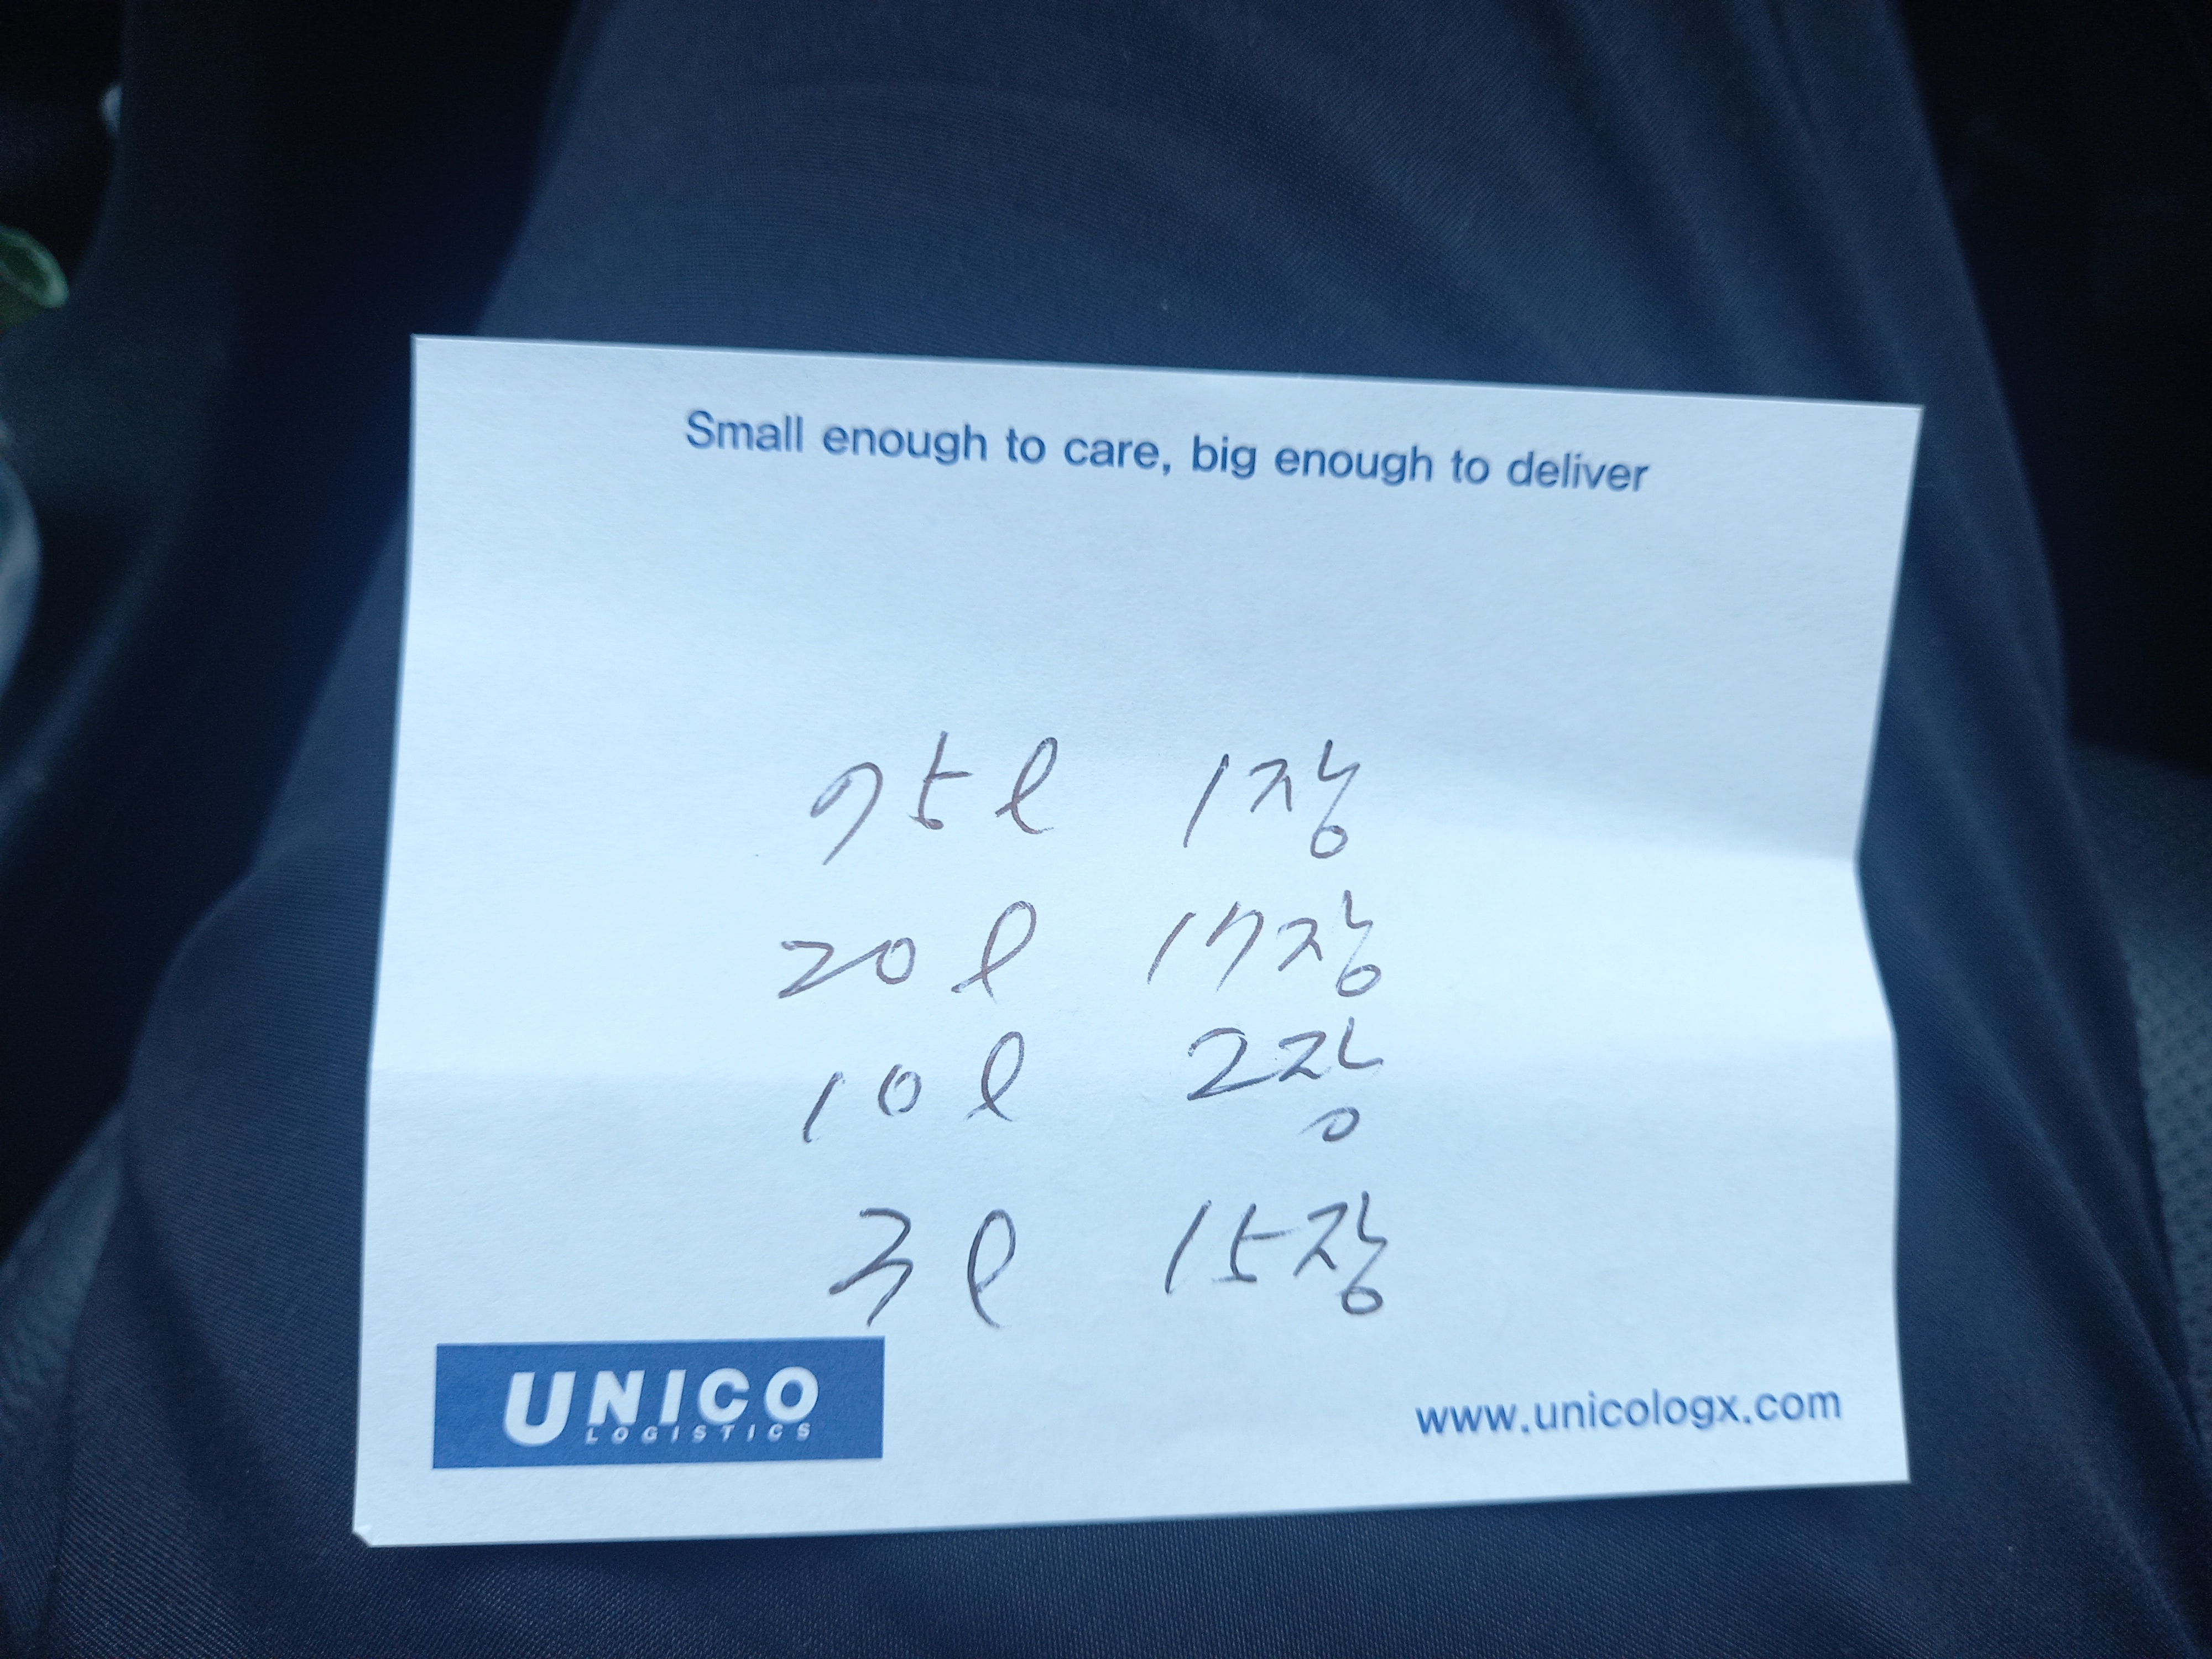 Small enough to care, big enough to deliver
75ℓ 1장
20ℓ 17장
10ℓ 2장
3ℓ 15장
UNICO
LOGISTICS
www.unicologx.com